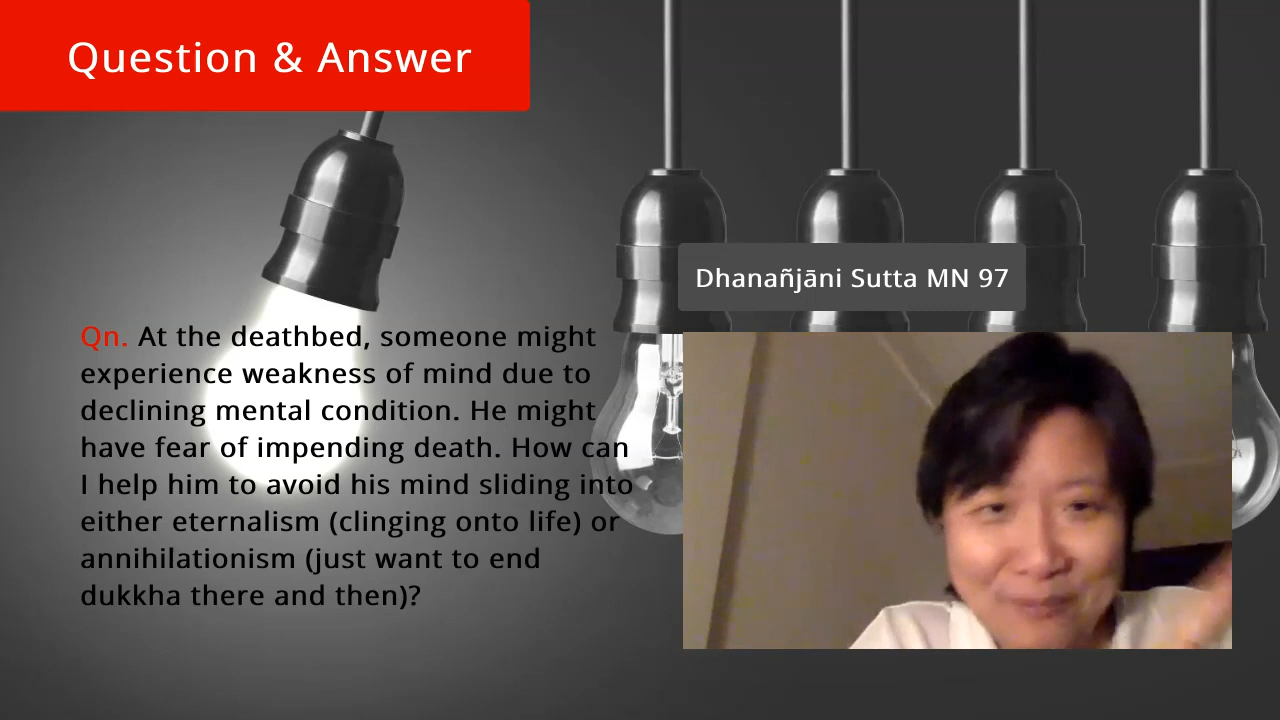 Question & Answer
Dhanañjāni Sutta MN 97
Qn. At the deathbed, someone might
experience weakness of mind due to
declining mental condition. He might
have fear of impending death. How can
I help him to avoid his mind sliding into
either eternalism (clinging onto life) or
annihilationism (just want to end
dukkha there and then)?